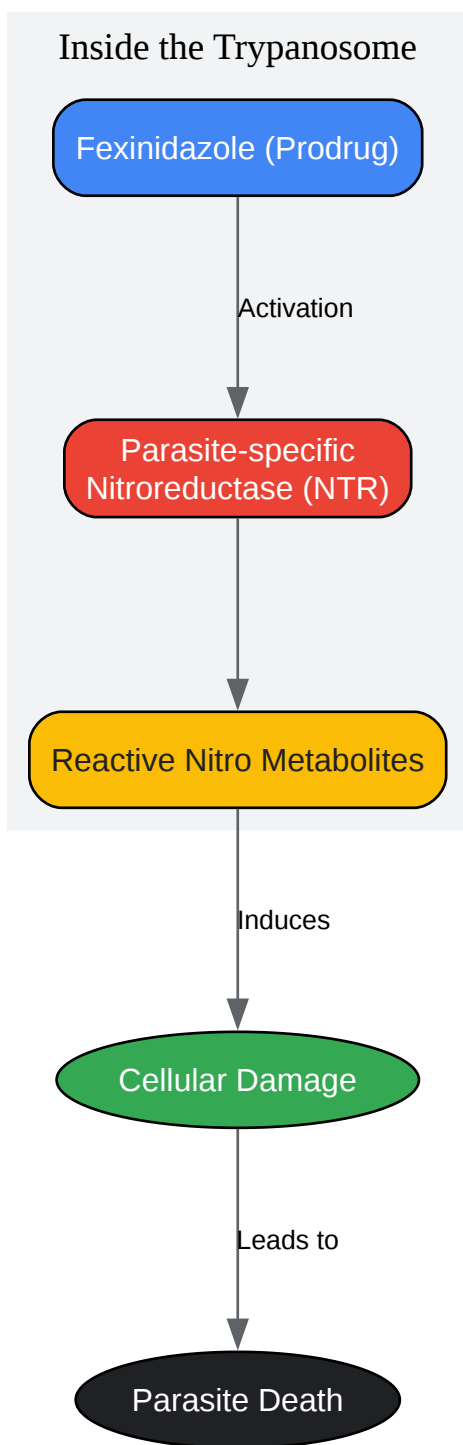 Inside the Trypanosome
Fexinidazole (Prodrug)
Activation
Parasite-specific
Nitroreductase (NTR)
Reactive Nitro Metabolites
Induces
Cellular Damage
Leads to
Parasite Death